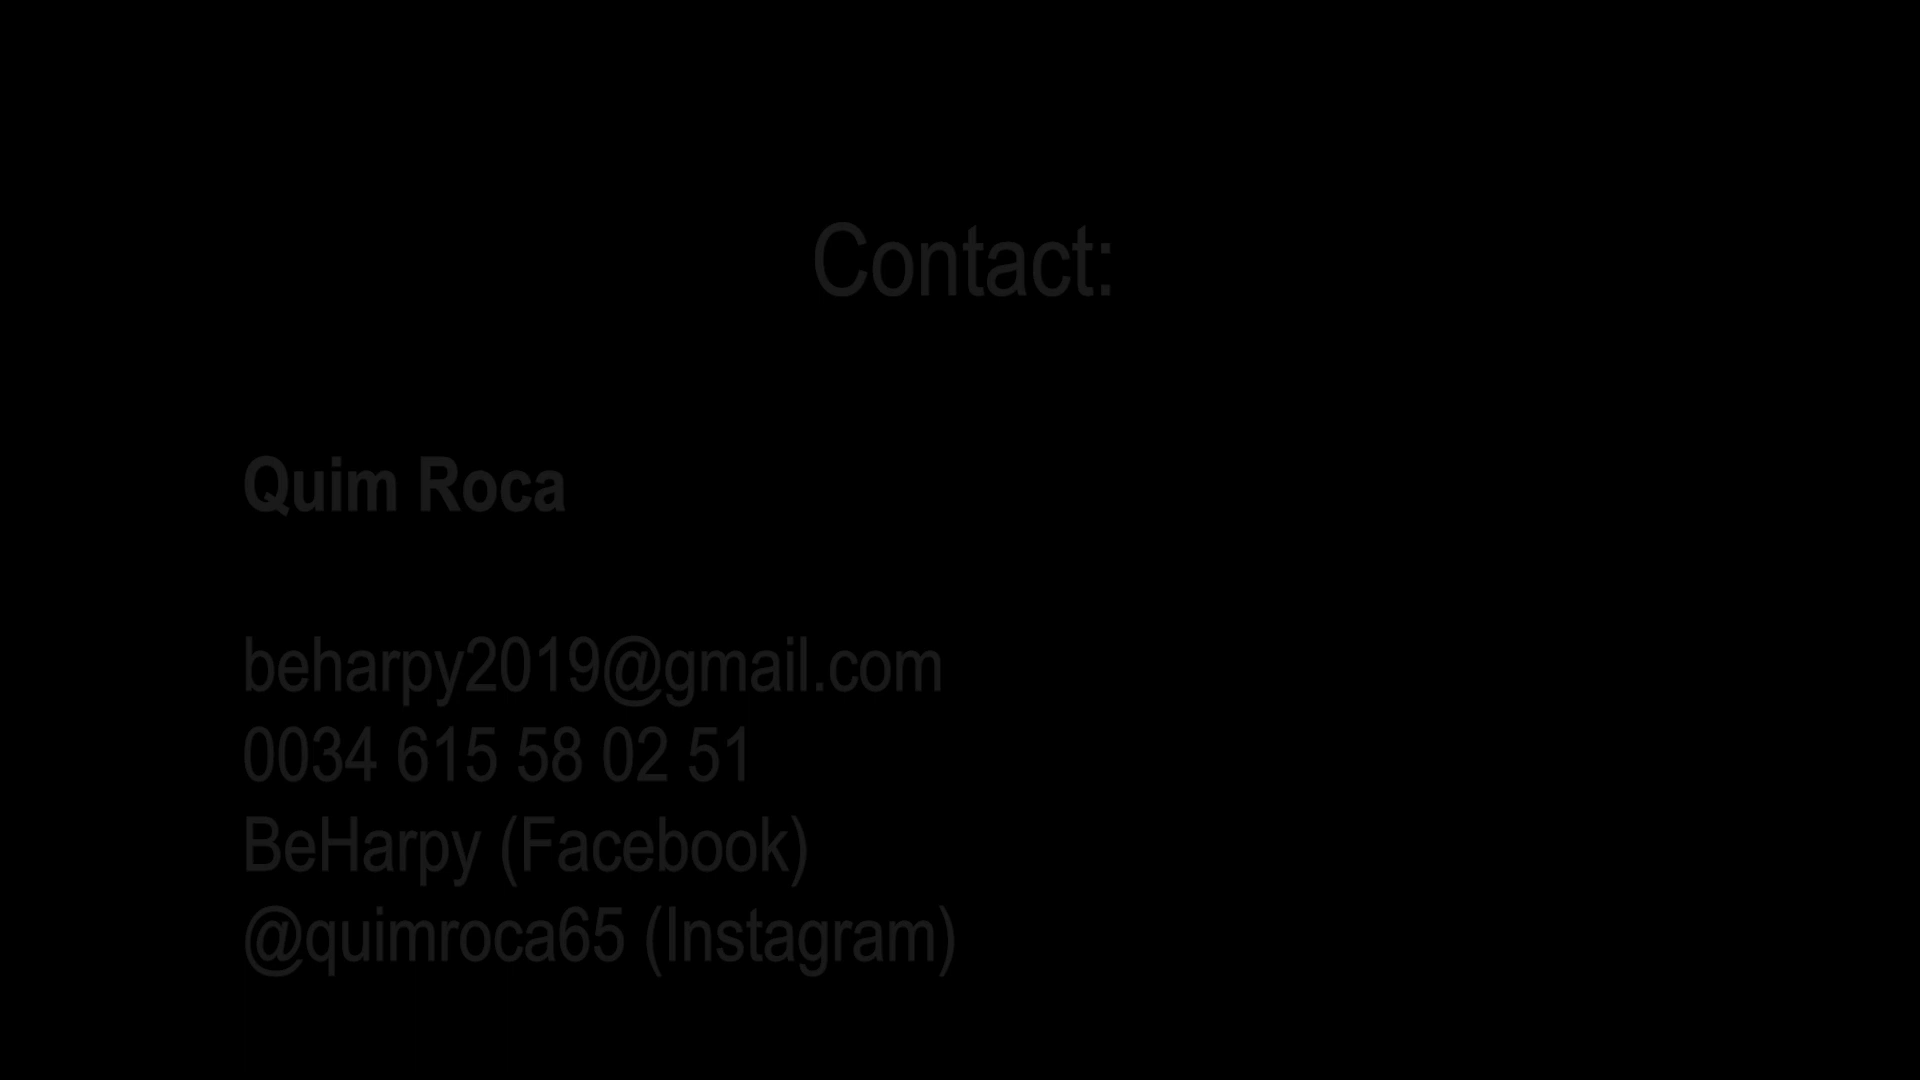 Contact:
Quim Roca
beharpy2019@gmail.com
0034 615 58 02 51
BeHarpy (Facebook)
@quimroca65 (Instagram)